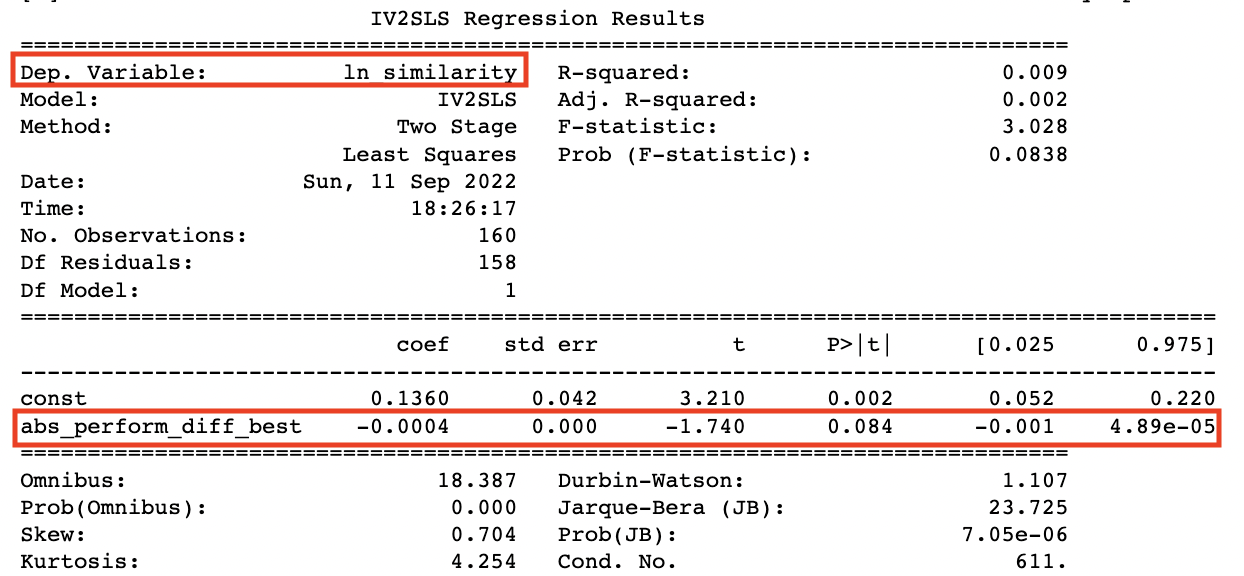 IV2SLS Regression Results
==============================================================================
Dep. Variable: ln similarity R-squared: 0.009
Model: IV2SLS Adj. R-squared: 0.002
Method: Two Stage F-statistic: 3.028
Least Squares Prob (F-statistic): 0.0838
Date: Sun, 11 Sep 2022
Time: 18:26:17
No. Observations: 160
Df Residuals: 158
Df Model: 1
=========================================================================================
coef std err t P>|t| [0.025 0.975]
-----------------------------------------------------------------------------------------
const 0.1360 0.042 3.210 0.002 0.052 0.220
abs_perform_diff_best -0.0004 0.000 -1.740 0.084 -0.001 4.89e-05
==============================================================================
Omnibus: 18.387 Durbin-Watson: 1.107
Prob(Omnibus): 0.000 Jarque-Bera (JB): 23.725
Skew: 0.704 Prob(JB): 7.05e-06
Kurtosis: 4.254 Cond. No. 611.